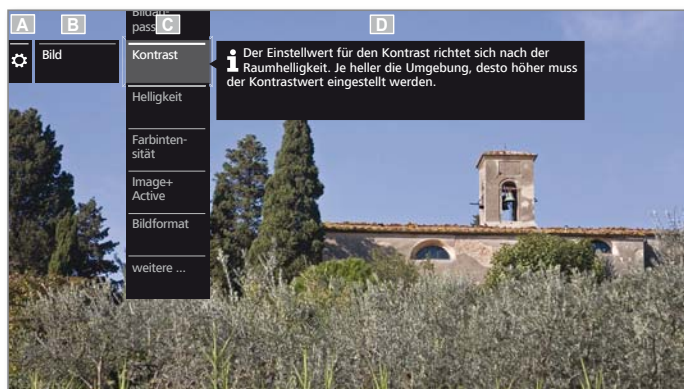 A B C D
pass
Bild
Kontrast
Der Einstellwert für den Kontrast richtet sich nach der
Raumhelligkeit. Je heller die Umgebung, desto höher muss
der Kontrastwert eingestellt werden.
Helligkeit
Farbinten-
sität
Image+
Active
Bildformat
weitere ...